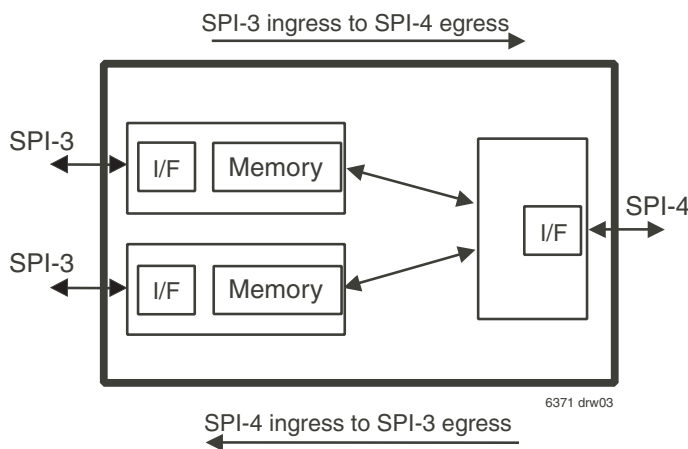 SPI-3 ingress to SPI-4 egress
SPI-3
I/F
Memory
SPI-4
I/F
SPI-3
I/F
Memory
6371 drw03
SPI-4 ingress to SPI-3 egress